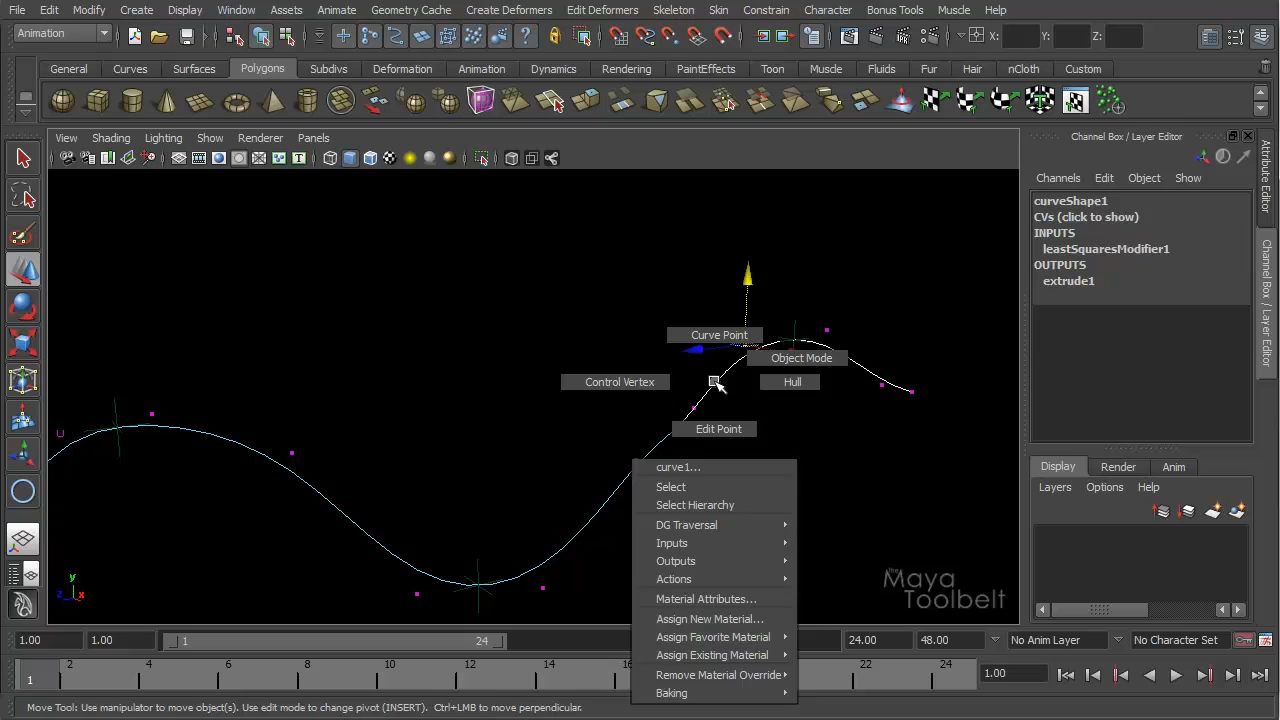 File Edit Modify Create Display Window Assets Animate Geometry Cache Create Deformers Edit Deformers Skeleton Skin Constrain Character Bonus Tools Muscle Help
Animation X: Y: Z:
General Curves Surfaces Polygons Subdivs Deformation Animation Dynamics Rendering PaintEffects Toon Muscle Fluids Fur Hair nCloth Custom
View Shading Lighting Show Renderer Panels
Channel Box / Layer Editor
Channels Edit Object Show
curveShape1
CVs (click to show)
INPUTS
leastSquaresModifier1
OUTPUTS
extrude1
Attribute Editor
Channel Box / Layer Editor
Curve Point
Object Mode
Control Vertex Hull
Edit Point
U
curve1...
Select
Select Hierarchy
DG Traversal
Inputs
Outputs
Actions
Material Attributes...
Assign New Material...
Assign Favorite Material
Assign Existing Material
Remove Material Override
Baking
y
z x
the
Maya
Toolbelt
Display Render Anim
Layers Options Help
1.00 1.00 1 24 24.00 48.00 No Anim Layer No Character Set
1 2 4 6 8 10 12 14 16 22 24 1.00
Move Tool: Use manipulator to move object(s). Use edit mode to change pivot (INSERT). Ctrl+LMB to move perpendicular.